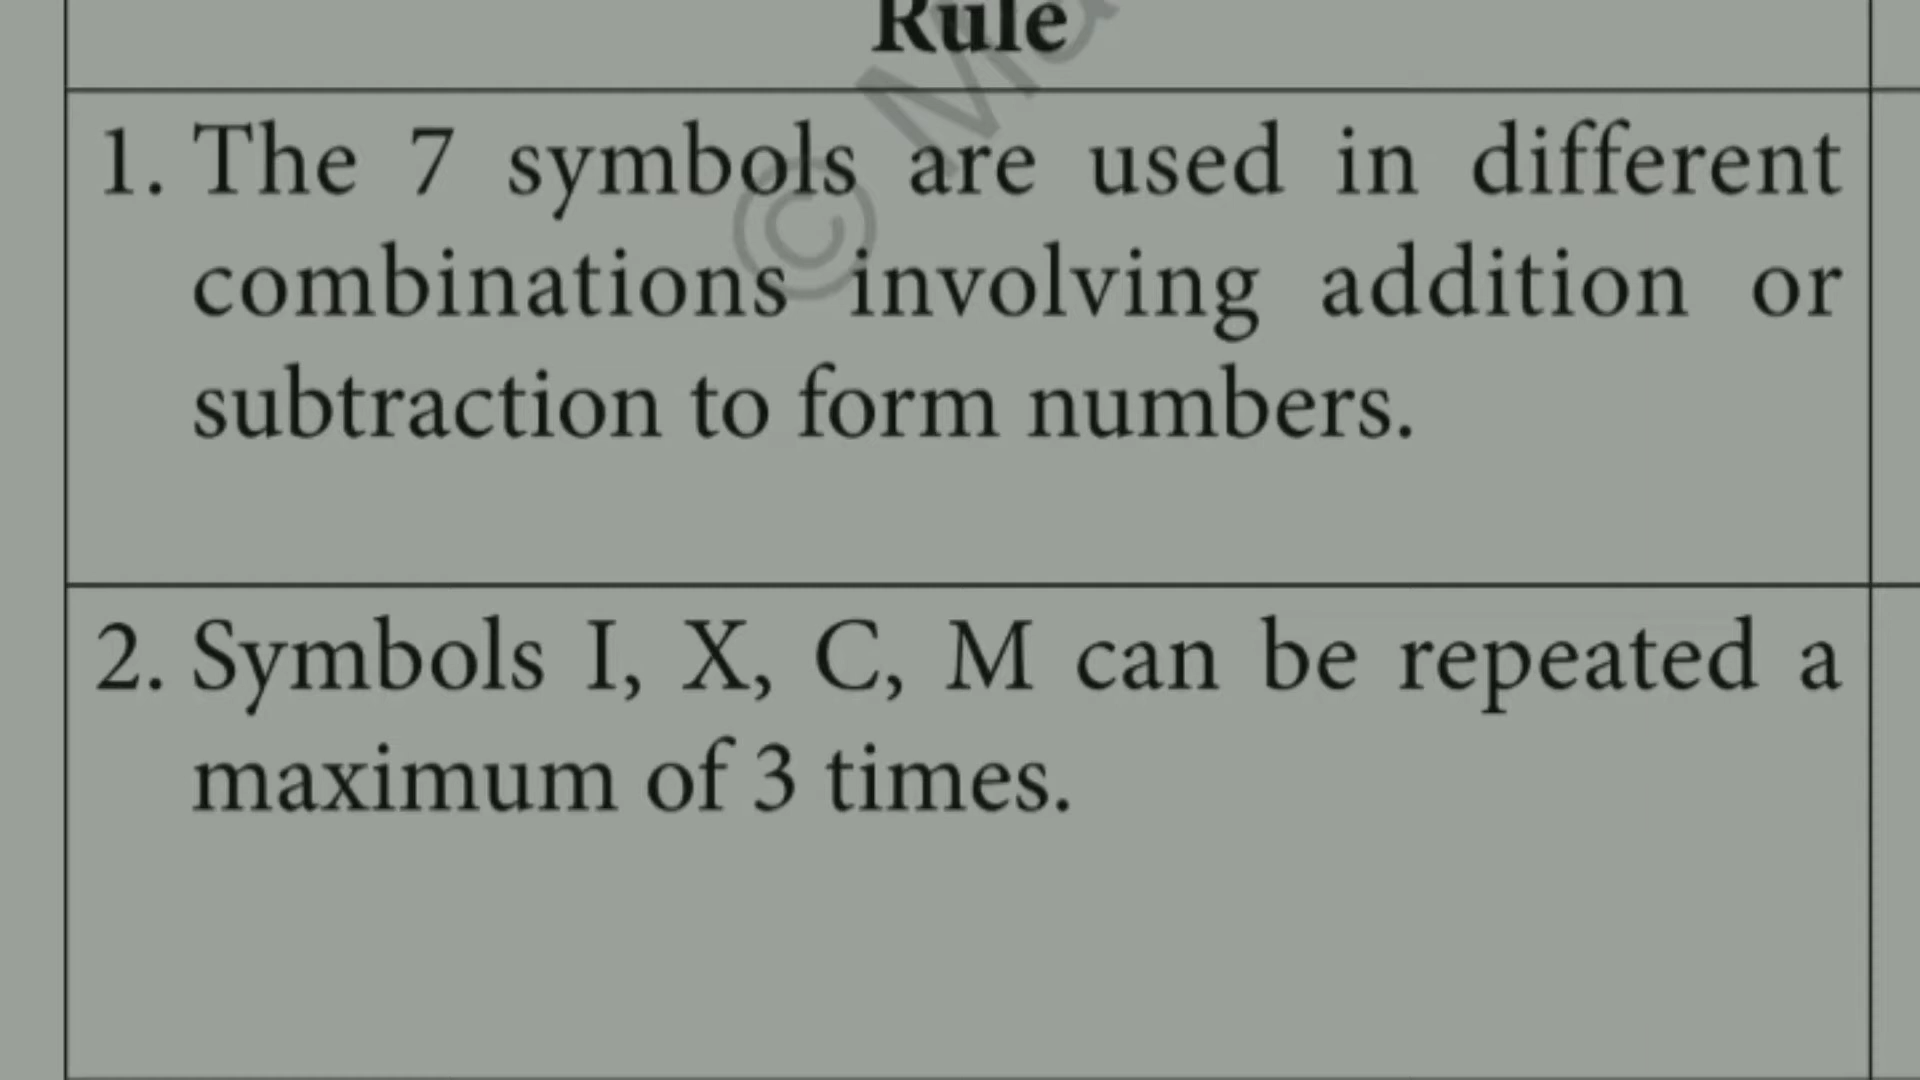 Rule
1. The 7 symbols are used in different
combinations involving addition or
subtraction to form numbers.
2. Symbols I, X, C, M can be repeated a
maximum of 3 times.
©